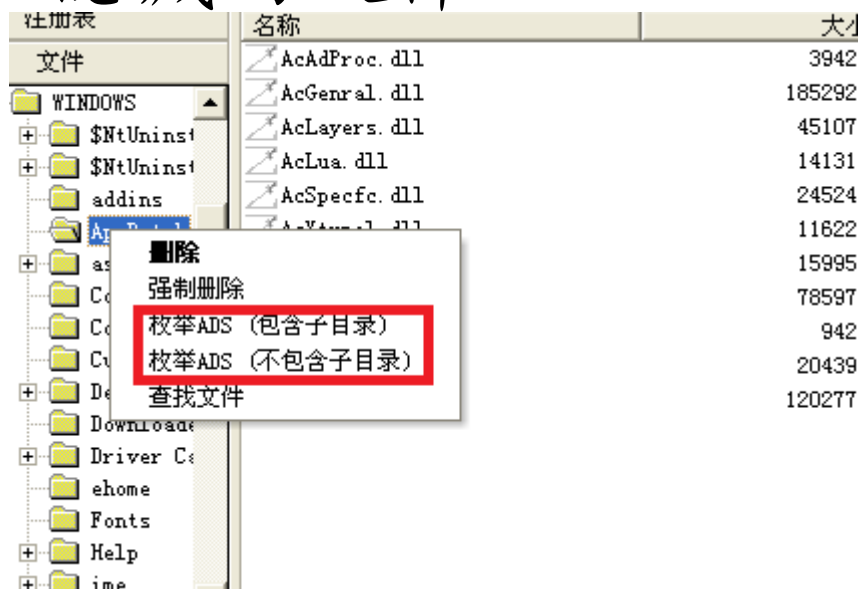 注册表
文件
WINDOWS
$NtUninst
$NtUninst
addins
Driver Ca
ehome
Fonts
Help
ime
名称 大小
AcAdProc.dll 3942
AcGenral.dll 185292
AcLayers.dll 45107
AcLua.dll 14131
AcSpecfc.dll 24524
11622
15995
78597
942
20439
120277
删除
强制删除
枚举ADS (包含子目录)
枚举ADS (不包含子目录)
查找文件